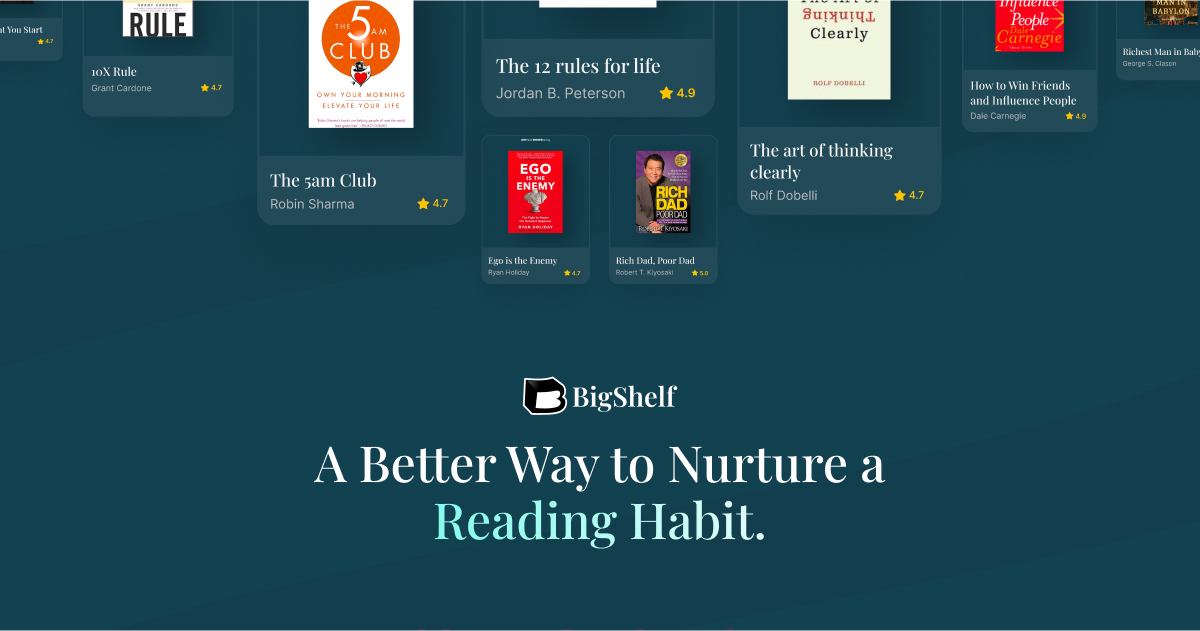 at You Start
4.7
GRANT CARDONE
RULE
10X Rule
Grant Cardone
4.7
THE 5 AM
CLUB
OWN YOUR MORNING
ELEVATE YOUR LIFE
The 5am Club
Robin Sharma
4.7
The 12 rules for life
Jordan B. Peterson
4.9
EGO
IS THE
ENEMY
RYAN HOLIDAY
Ego is the Enemy
Ryan Holiday
4.7
RICH
DAD
POOR DAD
ROBERT T. KIYOSAKI
Rich Dad, Poor Dad
Robert T. Kiyosaki
5.0
The Art of
Thinking
Clearly
ROLF DOBELLI
The art of thinking
clearly
Rolf Dobelli
4.7
Influence
People
Dale
Carnegie
How to Win Friends
and Influence People
Dale Carnegie
4.9
MAN IN
BABYLON
Richest Man in Baby
George S. Clason
BigShelf
A Better Way to Nurture a
Reading Habit.